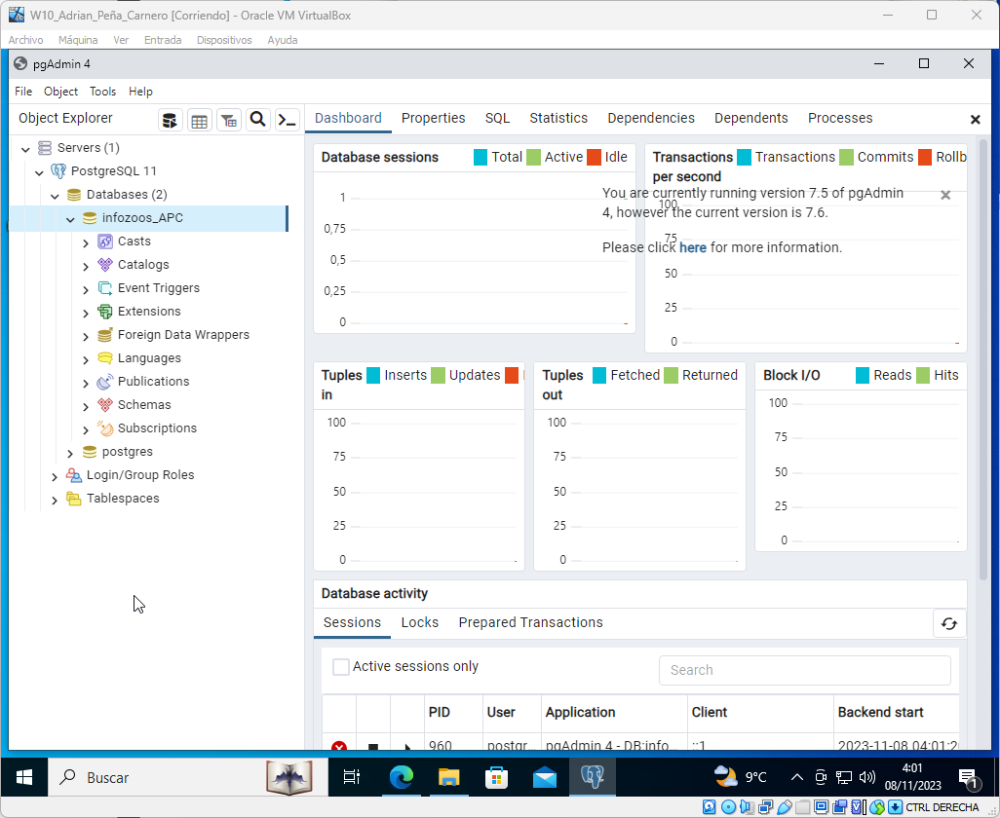 W10_Adrian_Peña_Carnero [Corriendo] - Oracle VM VirtualBox
Archivo Máquina Ver Entrada Dispositivos Ayuda
pgAdmin 4
File Object Tools Help
Object Explorer
Dashboard Properties SQL Statistics Dependencies Dependents Processes
Servers (1)
PostgreSQL 11
Databases (2)
infozoos_APC
Casts
Catalogs
Event Triggers
Extensions
Foreign Data Wrappers
Languages
Publications
Schemas
Subscriptions
postgres
Login/Group Roles
Tablespaces
Database sessions Total Active Idle
1
0,75
0,5
0,25
0
Transactions per second Transactions Commits Rollb
100
75
50
25
0
You are currently running version 7.5 of pgAdmin
4, however the current version is 7.6.
Please click here for more information.
Tuples in Inserts Updates
100
75
50
25
0
Tuples out Fetched Returned
100
75
50
25
0
Block I/O Reads Hits
100
75
50
25
0
Database activity
Sessions Locks Prepared Transactions
Active sessions only
Search
PID User Application Client Backend start
960 postgr... pgAdmin 4 - DB:info... ::1 2023-11-08 04:01:2
Buscar
9°C
4:01
08/11/2023
1
CTRL DERECHA